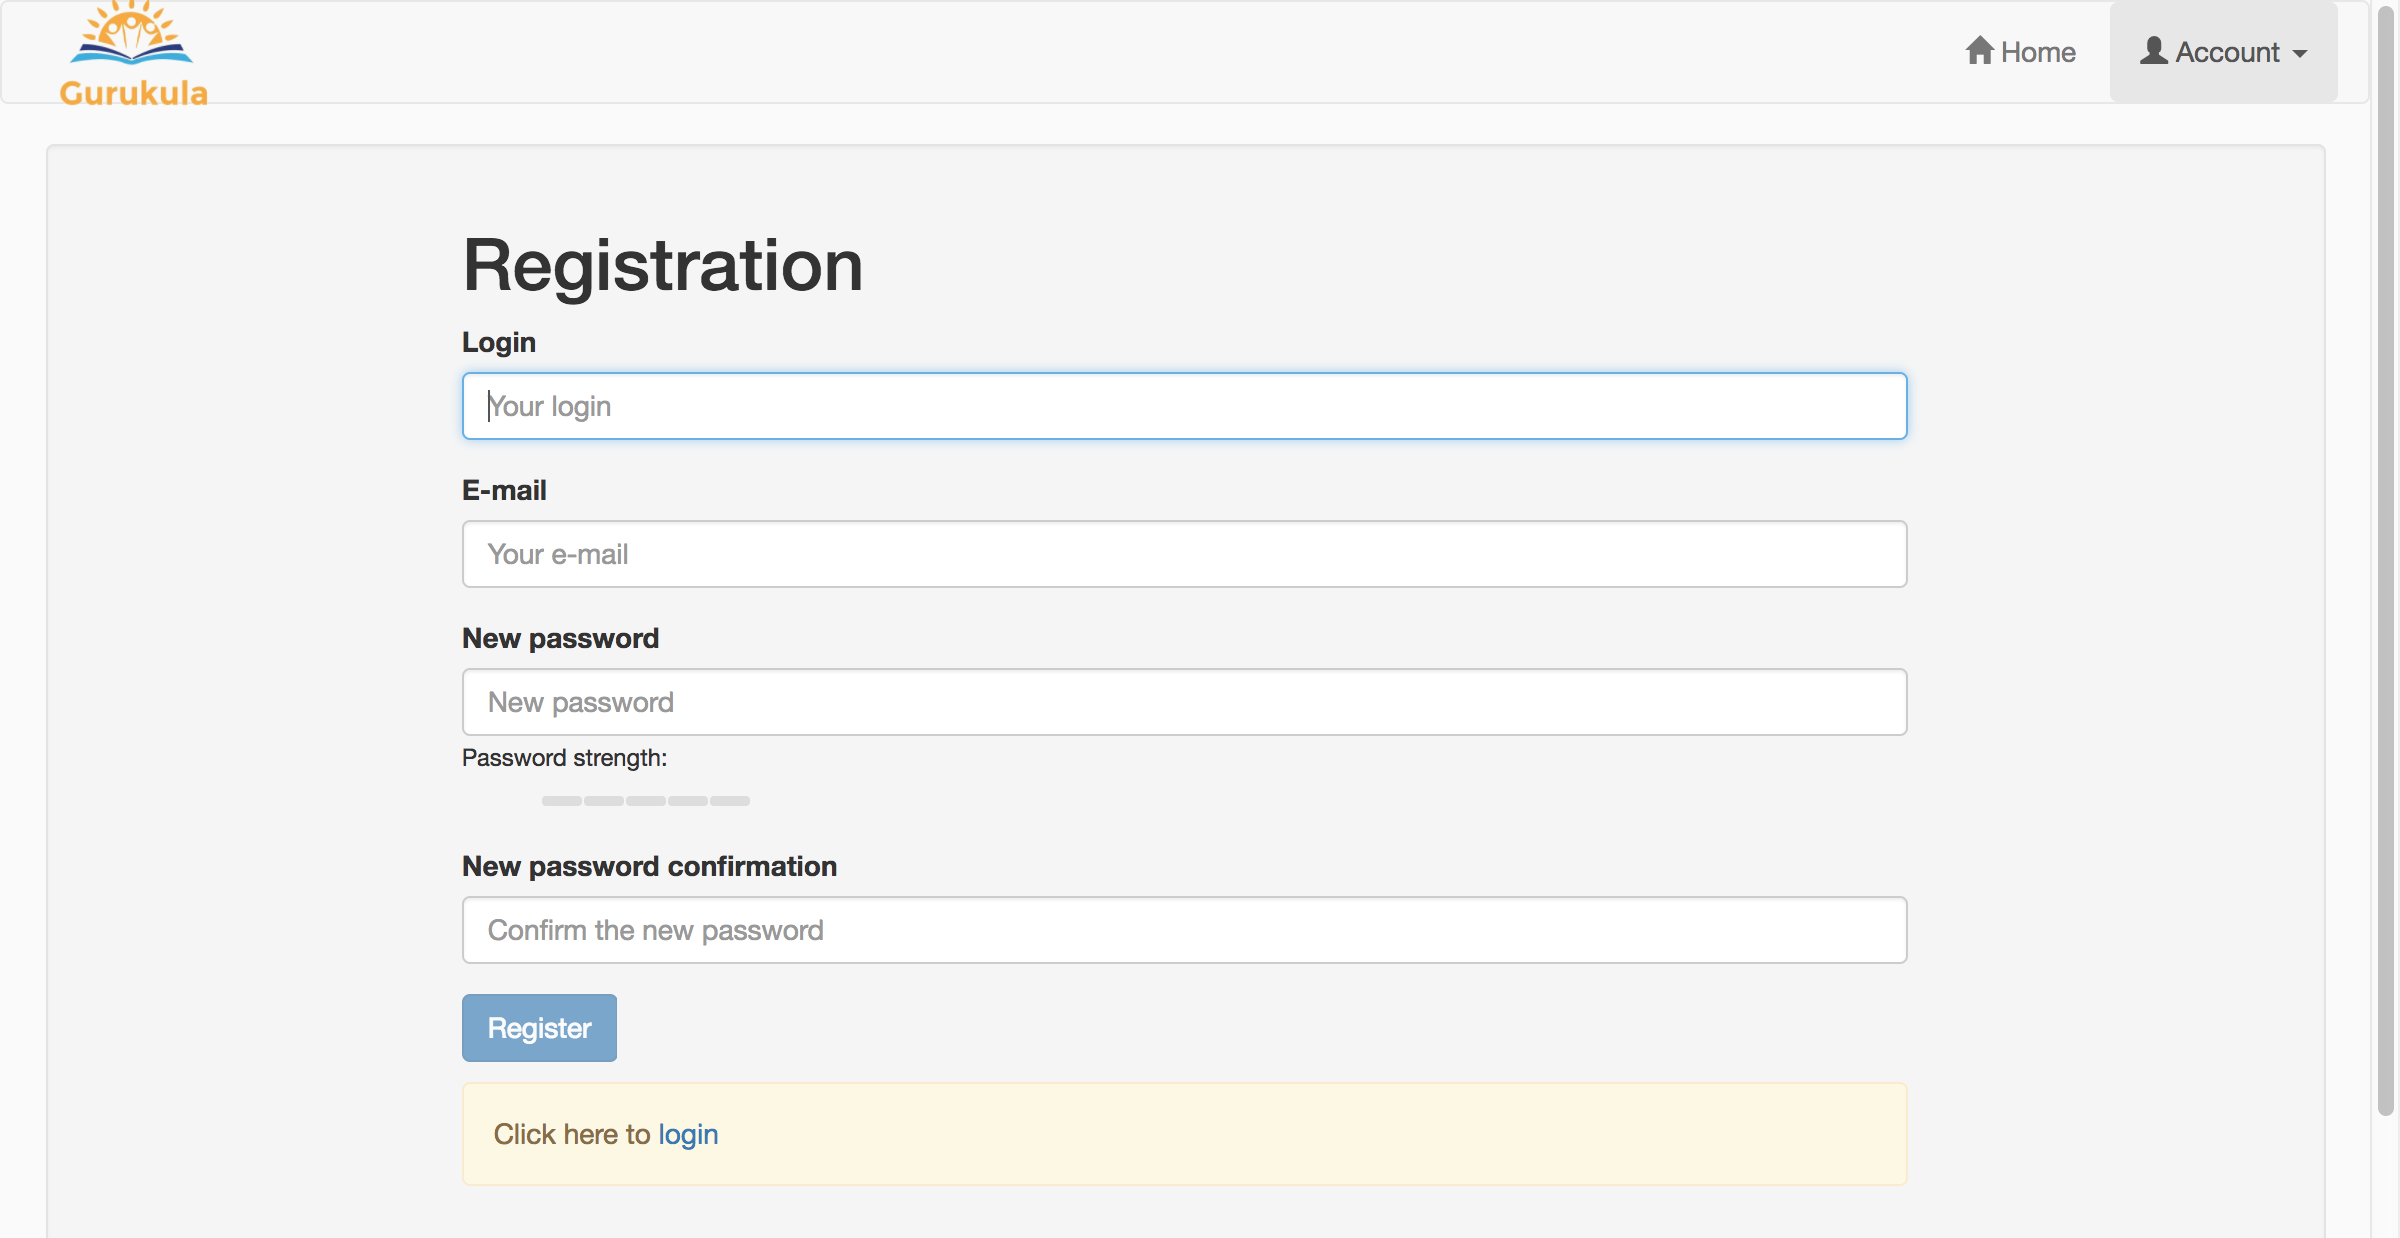 Gurukula
Home
Account
Registration
Login
Your login
E-mail
Your e-mail
New password
New password
Password strength:
New password confirmation
Confirm the new password
Register
Click here to login